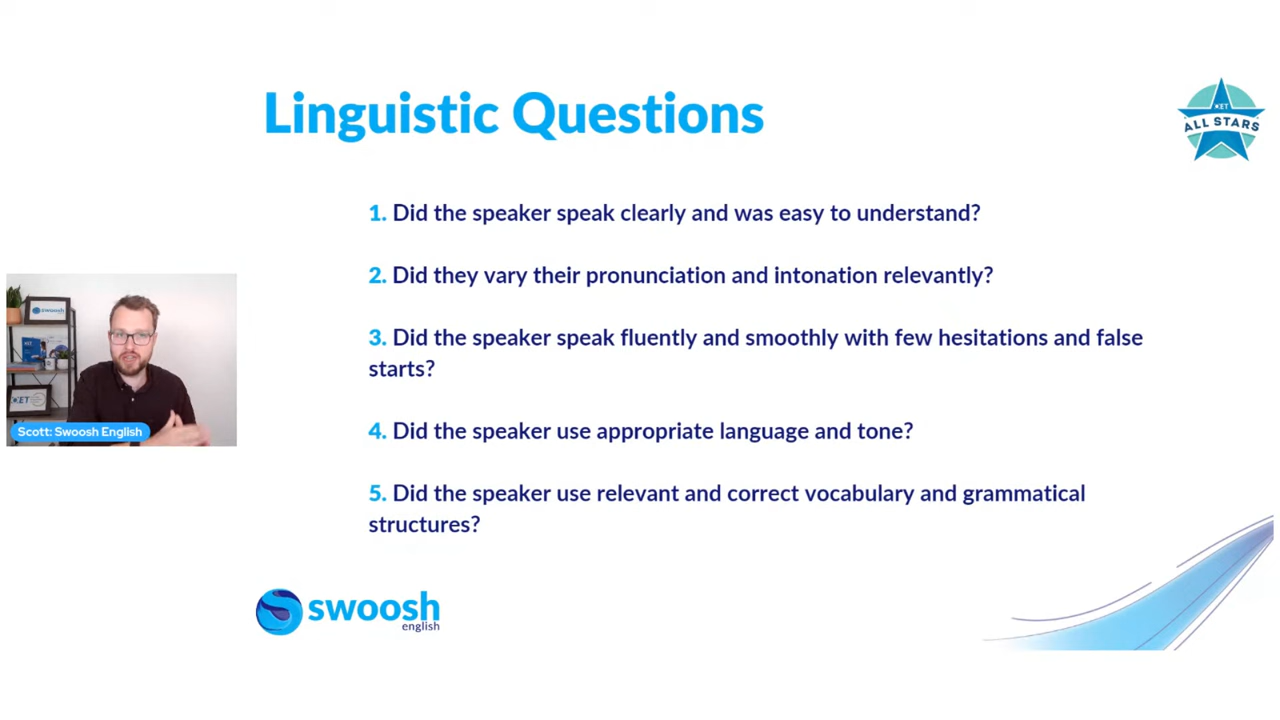 Linguistic Questions
OET
ALL STARS
1. Did the speaker speak clearly and was easy to understand?
2. Did they vary their pronunciation and intonation relevantly?
3. Did the speaker speak fluently and smoothly with few hesitations and false
starts?
swoosh
OET
Scott: Swoosh English
4. Did the speaker use appropriate language and tone?
5. Did the speaker use relevant and correct vocabulary and grammatical
structures?
swoosh
english